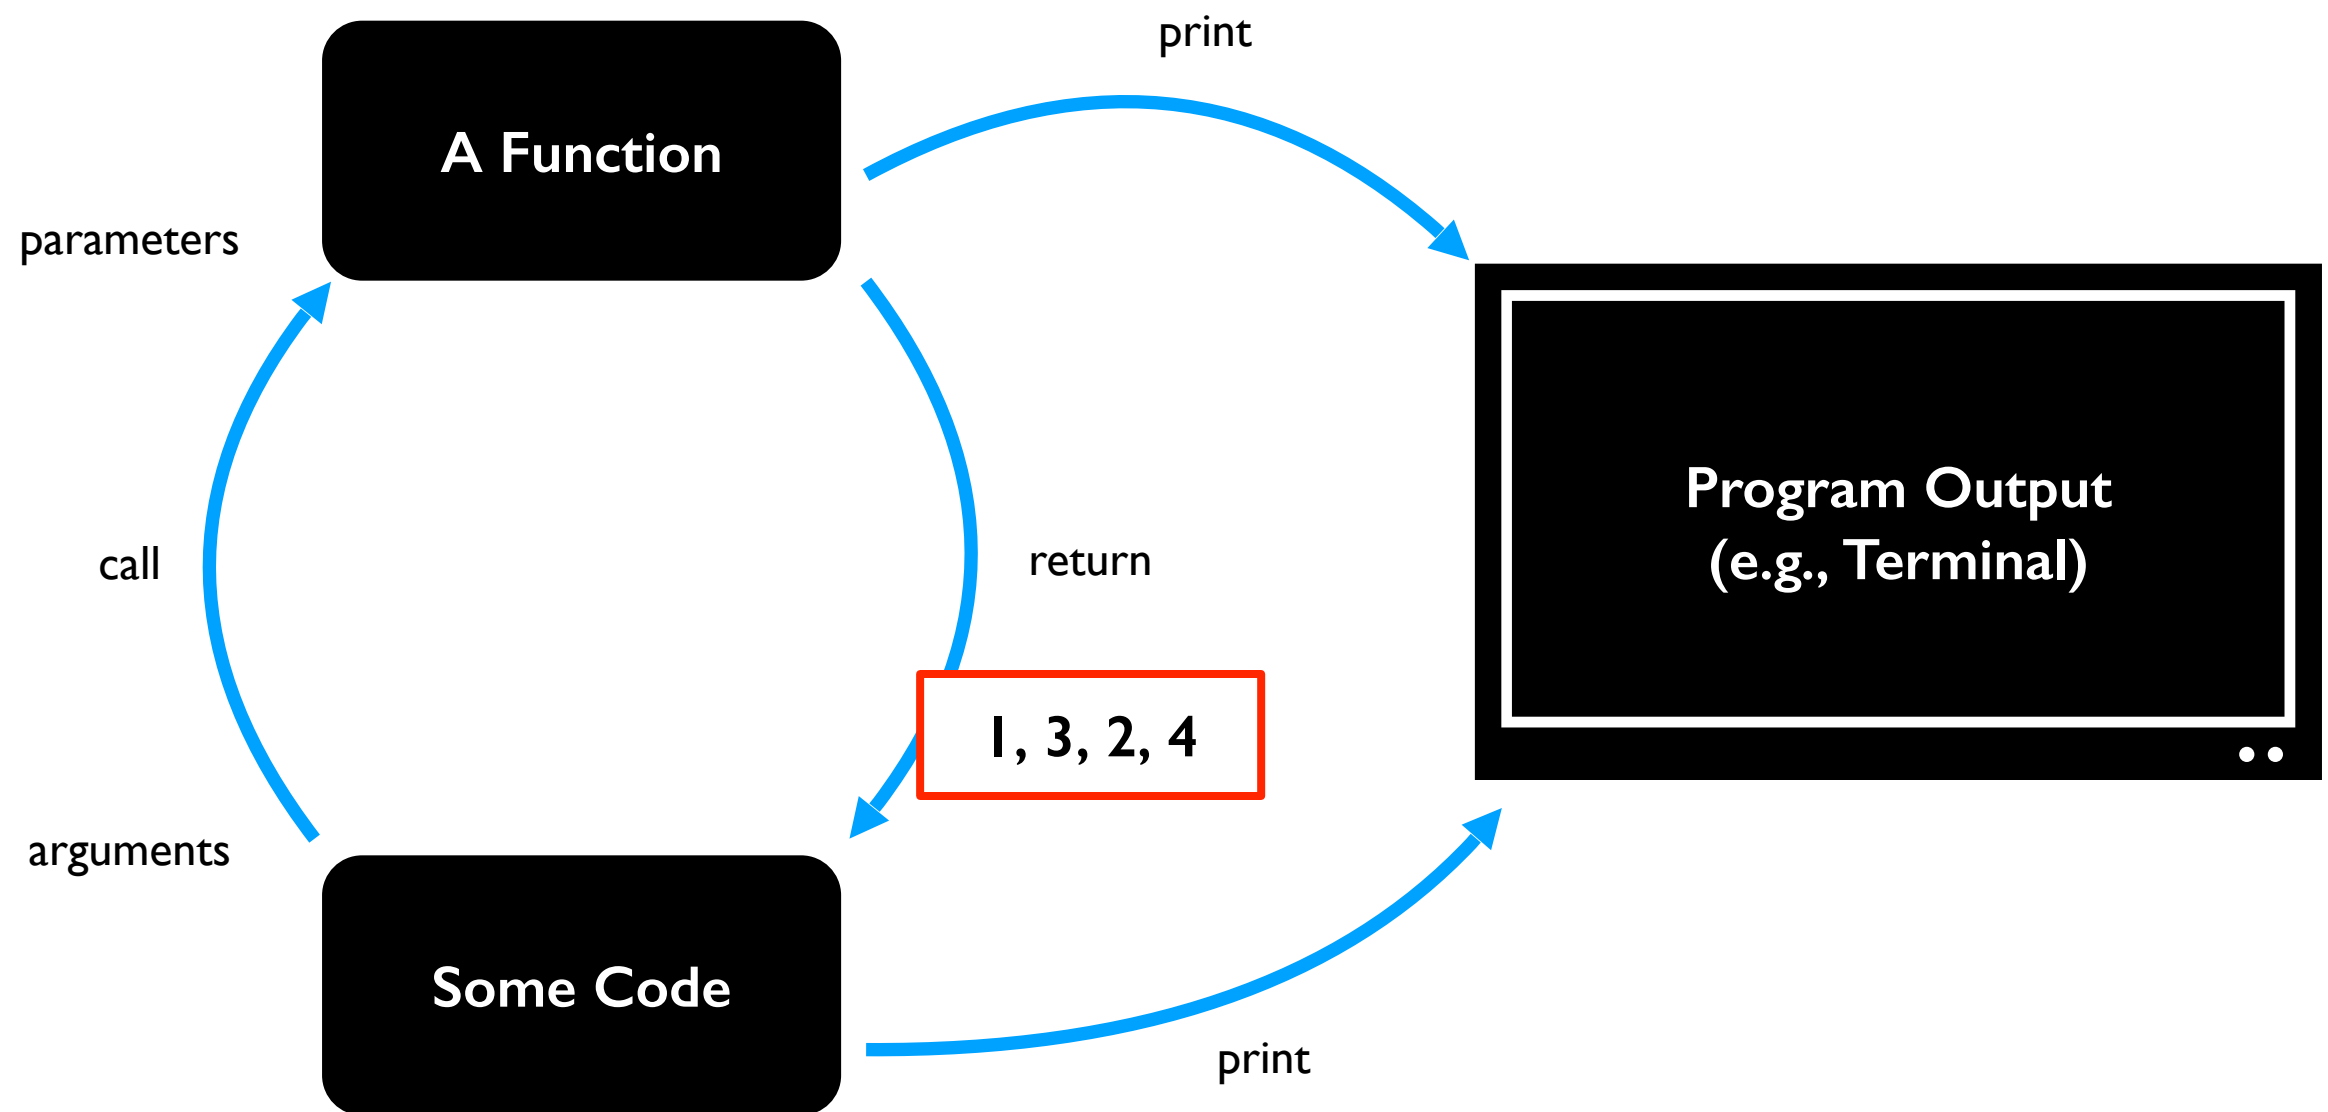 print
A Function
parameters
Program Output
(e.g., Terminal)
call
return
1, 3, 2, 4
arguments
Some Code
print